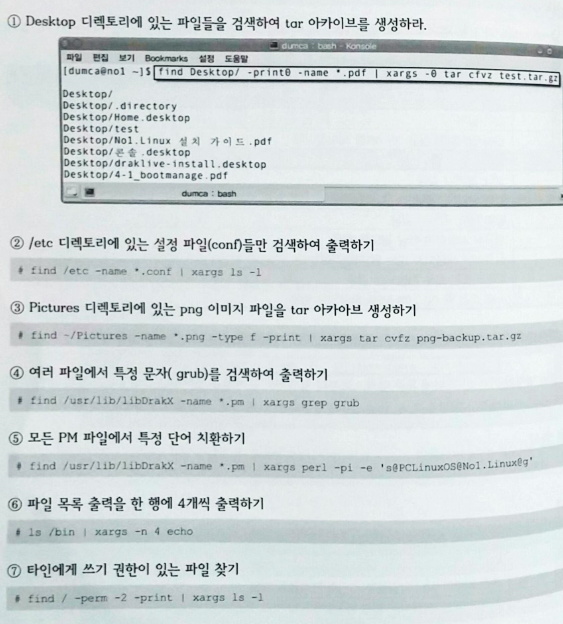 ① Desktop 디렉토리에 있는 파일들을 검색하여 tar 아카이브를 생성하라.
dumca : bash - Konsole
파일 편집 보기 Bookmarks 설정 도움말
[dumca@no1 ~]$ find Desktop/ -print0 -name *.pdf | xargs -0 tar cfvz test.tar.gz
Desktop/
Desktop/.directory
Desktop/Home.desktop
Desktop/test
Desktop/No1.Linux 설치 가이드.pdf
Desktop/콘솔.desktop
Desktop/draklive-install.desktop
Desktop/4-1_bootmanage.pdf
dumca : bash
② /etc 디렉토리에 있는 설정 파일(conf)들만 검색하여 출력하기
# find /etc -name *.conf | xargs ls -l
③ Pictures 디렉토리에 있는 png 이미지 파일을 tar 아카아브 생성하기
# find ~/Pictures -name *.png -type f -print | xargs tar cvfz png-backup.tar.gz
④ 여러 파일에서 특정 문자( grub)를 검색하여 출력하기
# find /usr/lib/libDrakX -name *.pm | xargs grep grub
⑤ 모든 PM 파일에서 특정 단어 치환하기
# find /usr/lib/libDrakX -name *.pm | xargs perl -pi -e 's@PCLinuxOS@No1.Linux@g'
⑥ 파일 목록 출력을 한 행에 4개씩 출력하기
# ls /bin | xargs -n 4 echo
⑦ 타인에게 쓰기 권한이 있는 파일 찾기
# find / -perm -2 -print | xargs ls -l